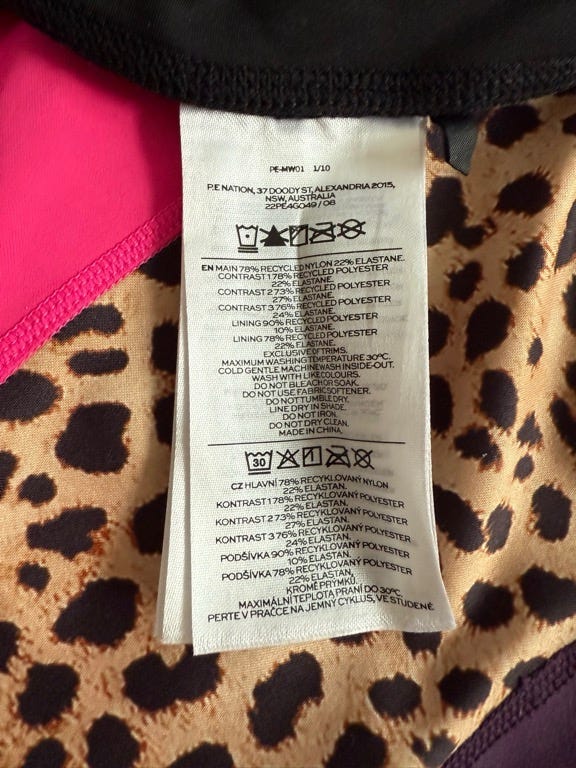 PE-MW01 1/10
P.E NATION, 37 DOODY ST, ALEXANDRIA 2015,
NSW, AUSTRALIA
22PE4G049 / 08
EN MAIN 78% RECYCLED NYLON 22% ELASTANE.
CONTRAST 1 78% RECYCLED POLYESTER
22% ELASTANE.
CONTRAST 2 73% RECYCLED POLYESTER
27% ELASTANE.
CONTRAST 3 76% RECYCLED POLYESTER
24% ELASTANE.
LINING 90% RECYCLED POLYESTER
10% ELASTANE.
LINING 78% RECYCLED POLYESTER
22% ELASTANE.
EXCLUSIVE OF TRIMS.
MAXIMUM WASHING TEMPERATURE 30°C.
COLD GENTLE MACHINE WASH INSIDE-OUT.
WASH WITH LIKE COLOURS.
DO NOT BLEACH OR SOAK.
DO NOT USE FABRIC SOFTENER.
DO NOT TUMBLE DRY.
LINE DRY IN SHADE.
DO NOT IRON.
DO NOT DRY CLEAN.
MADE IN CHINA.
30
CZ HLAVNÍ 78% RECYKLOVANÝ NYLON
22% ELASTAN.
KONTRAST 1 78% RECYKLOVANÝ POLYESTER
22% ELASTAN.
KONTRAST 2 73% RECYKLOVANÝ POLYESTER
27% ELASTAN.
KONTRAST 3 76% RECYKLOVANÝ POLYESTER
24% ELASTAN.
PODŠÍVKA 90% RECYKLOVANÝ POLYESTER
10% ELASTAN.
PODŠÍVKA 78% RECYKLOVANÝ POLYESTER
22% ELASTAN.
KROMĚ PRÝMKŮ.
MAXIMÁLNÍ TEPLOTA PRANÍ DO 30°C.
PERTE V PRAČCE NA JEMNÝ CYKLUS, VE STUDENÉ